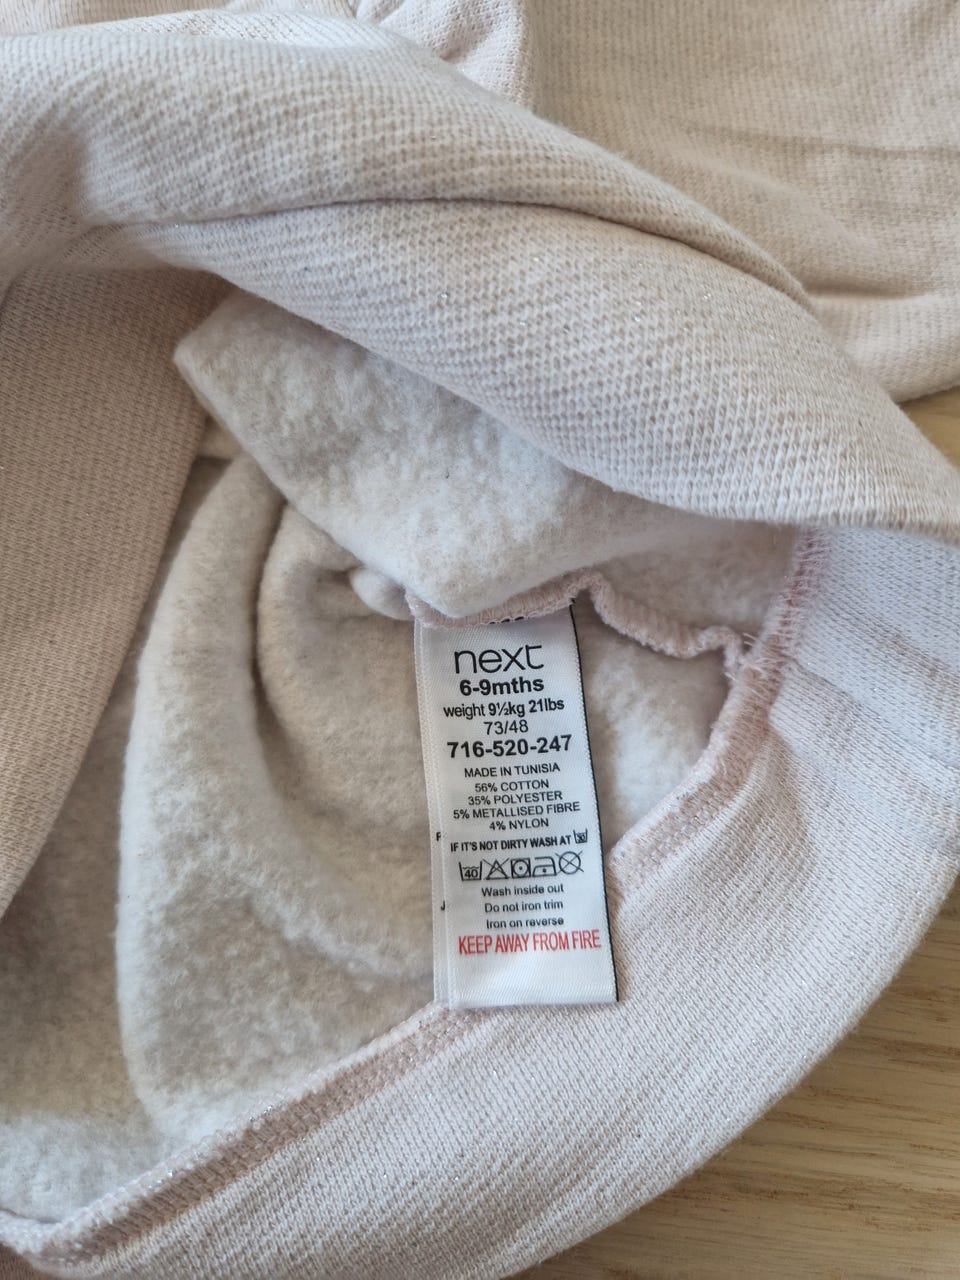 next
6-9mths
weight 9½kg 21lbs
73/48
716-520-247
MADE IN TUNISIA
56% COTTON
35% POLYESTER
5% METALLISED FIBRE
4% NYLON
IF IT'S NOT DIRTY WASH AT 30
40
Wash inside out
Do not iron trim
Iron on reverse
KEEP AWAY FROM FIRE